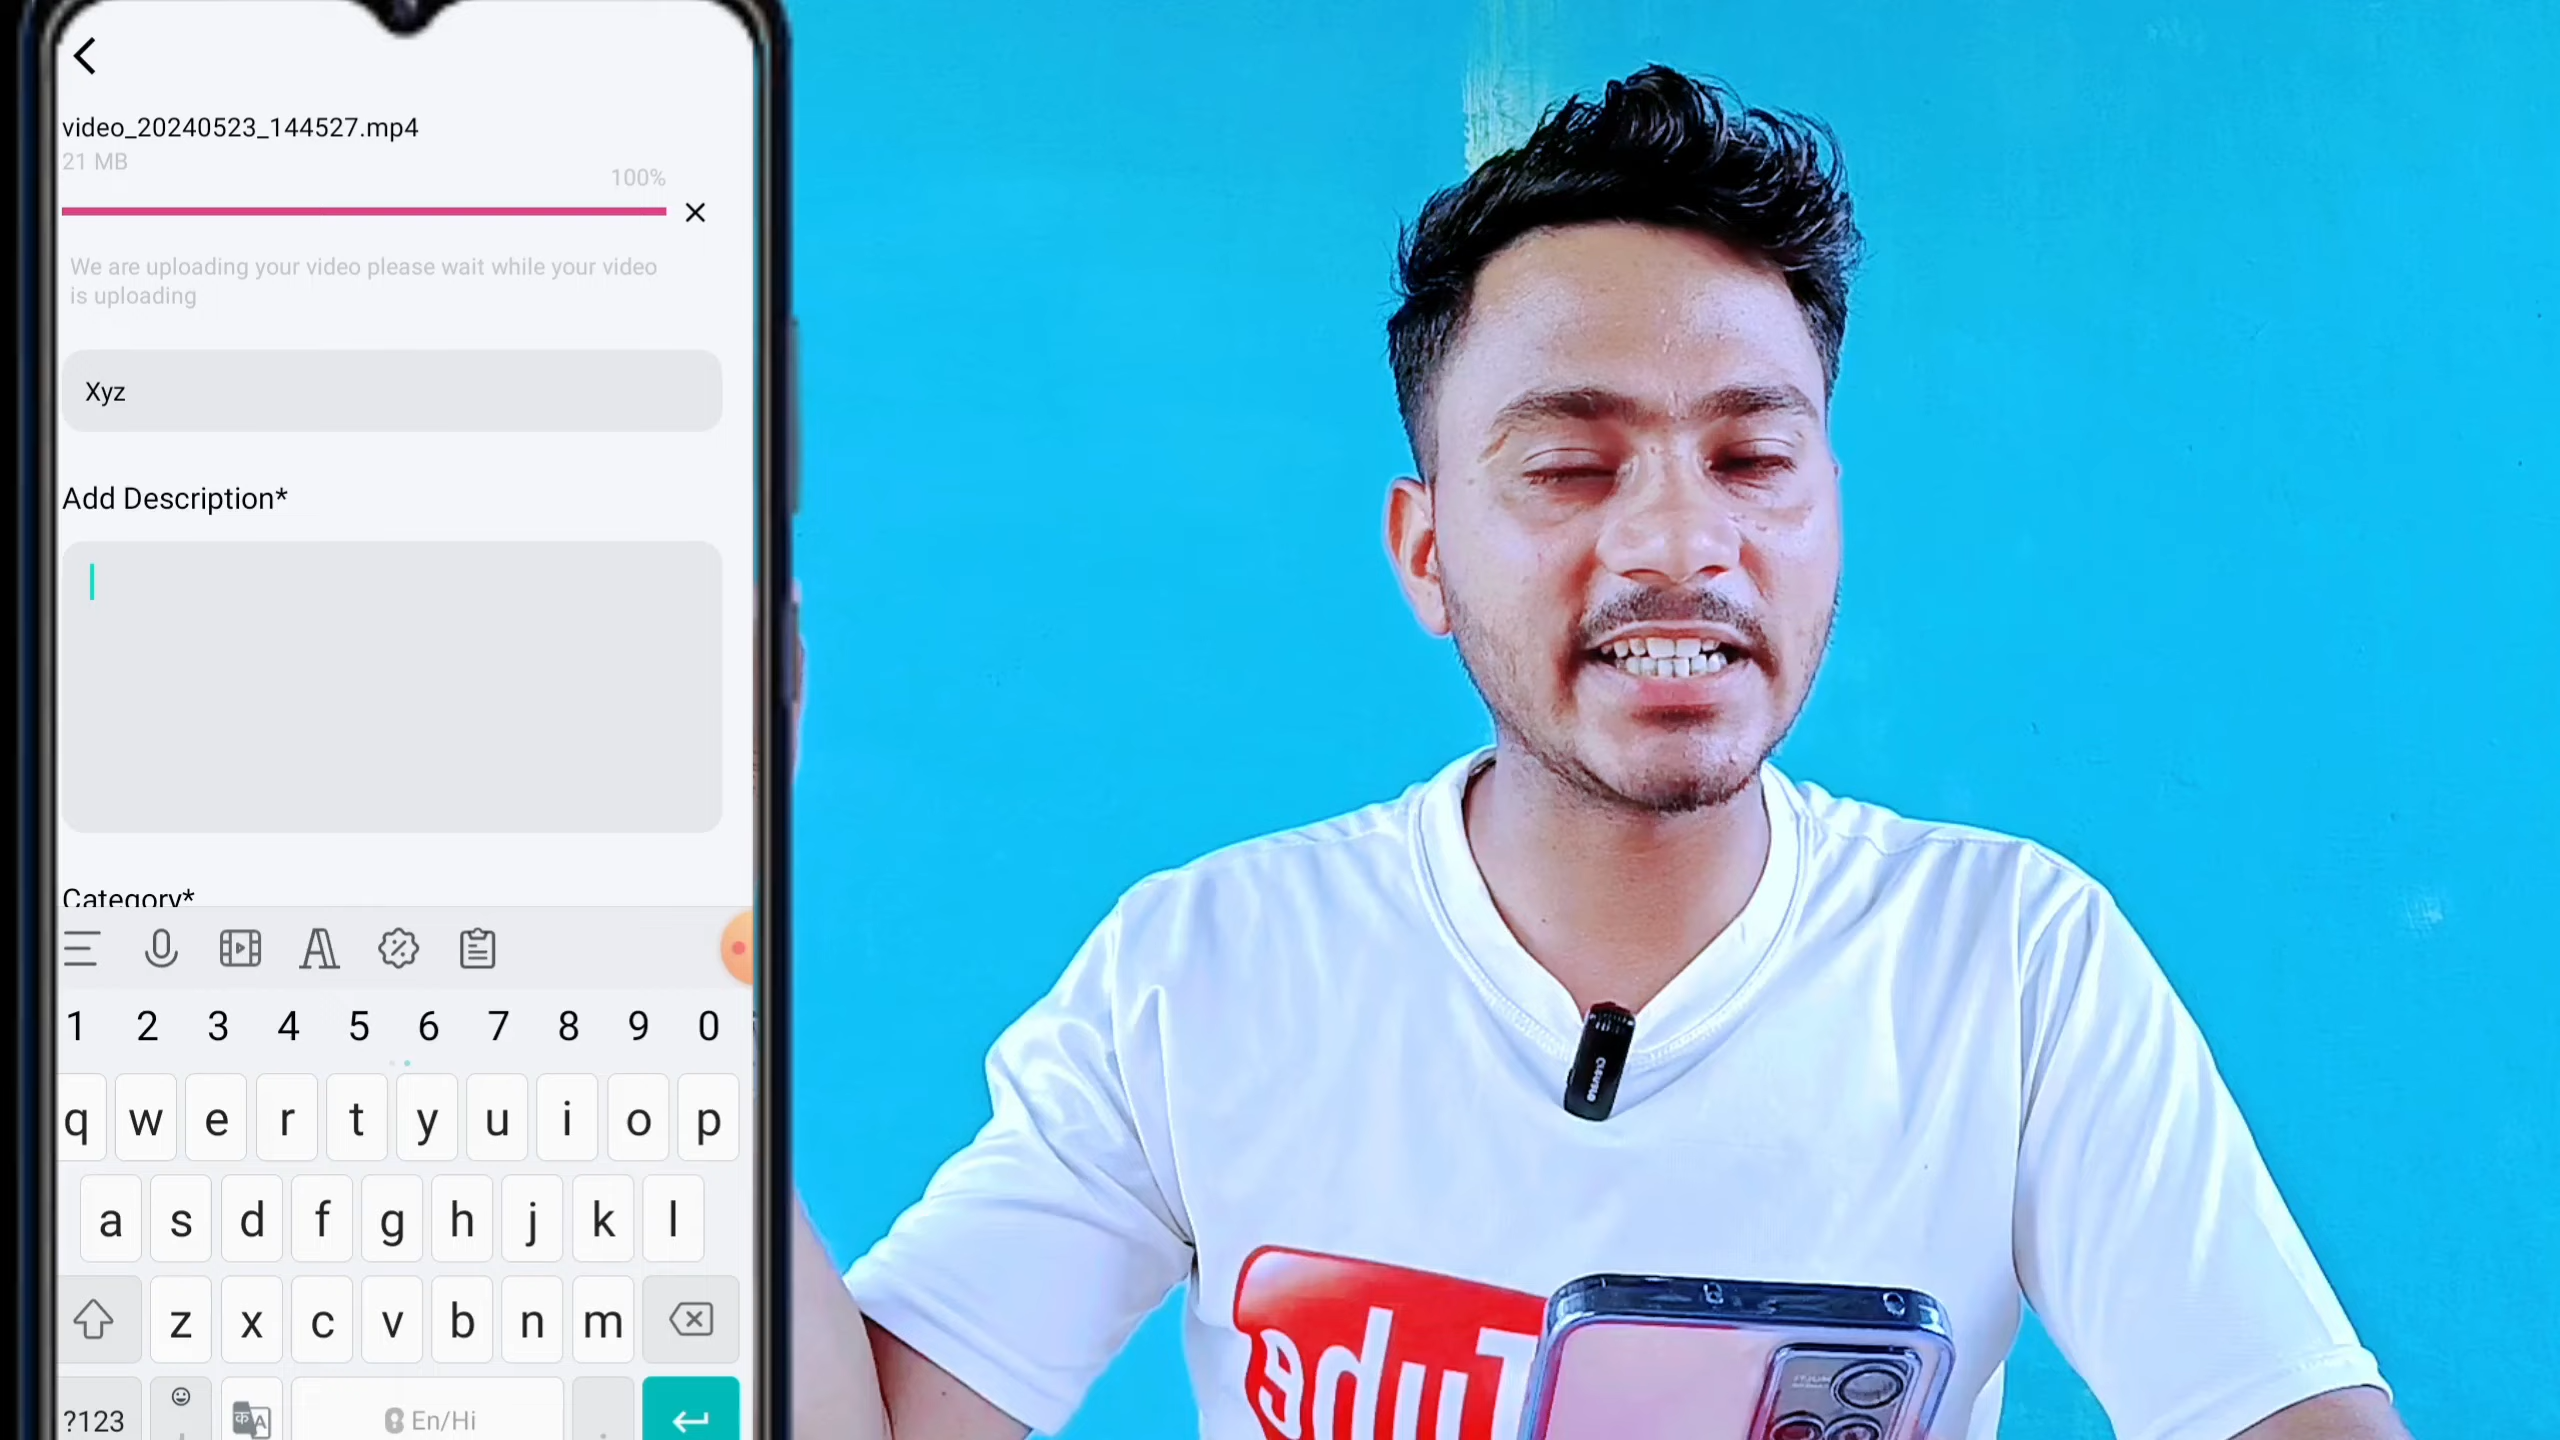 video_20240523_144527.mp4
21 MB
100%
We are uploading your video please wait while your video
is uploading
Xyz
Add Description*
Category*
1 2 3 4 5 6 7 8 9 0
q w e r t y u i o p
a s d f g h j k l
z x c v b n m
?123 En/Hi .
Tube